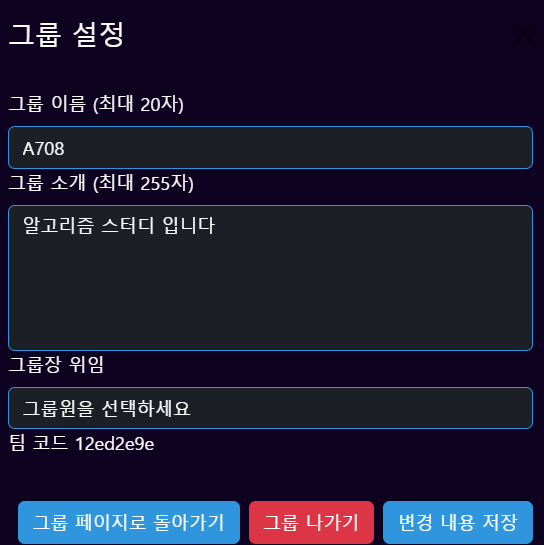 그룹 설정
그룹 이름 (최대 20자)
A708
그룹 소개 (최대 255자)
알고리즘 스터디 입니다
그룹장 위임
그룹원을 선택하세요
팀 코드 12ed2e9e
그룹 페이지로 돌아가기 그룹 나가기 변경 내용 저장